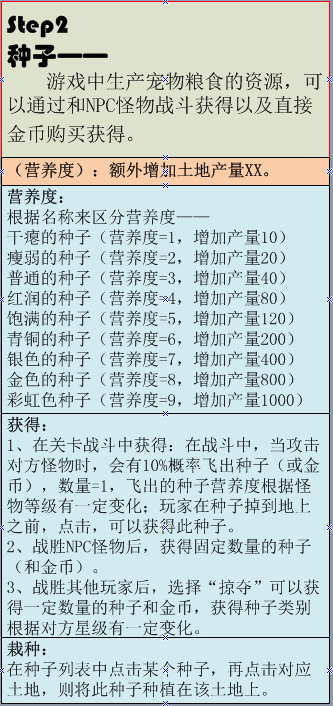 Step2
种子——
游戏中生产宠物粮食的资源，可
以通过和NPC怪物战斗获得以及直接
金币购买获得。
（营养度）：额外增加土地产量XX。
营养度：
根据名称来区分营养度——
干瘪的种子（营养度=1，增加产量10）
瘦弱的种子（营养度=2，增加产量20）
普通的种子（营养度=3，增加产量40）
红润的种子（营养度=4，增加产量80）
饱满的种子（营养度=5，增加产量120）
青铜的种子（营养度=6，增加产量200）
银色的种子（营养度=7，增加产量400）
金色的种子（营养度=8，增加产量800）
彩虹色种子（营养度=9，增加产量1000）
获得：
1、在关卡战斗中获得：在战斗中，当攻击
对方怪物时，会有10%概率飞出种子（或金
币），数量=1，飞出的种子营养度根据怪
物等级有一定变化；玩家在种子掉到地上
之前，点击，可以获得此种子。
2、战胜NPC怪物后，获得固定数量的种子
（和金币）。
3、战胜其他玩家后，选择“掠夺”可以获
得一定数量的种子和金币，获得种子类别
根据对方星级有一定变化。
栽种：
在种子列表中点击某个种子，再点击对应
土地，则将此种子种植在该土地上。